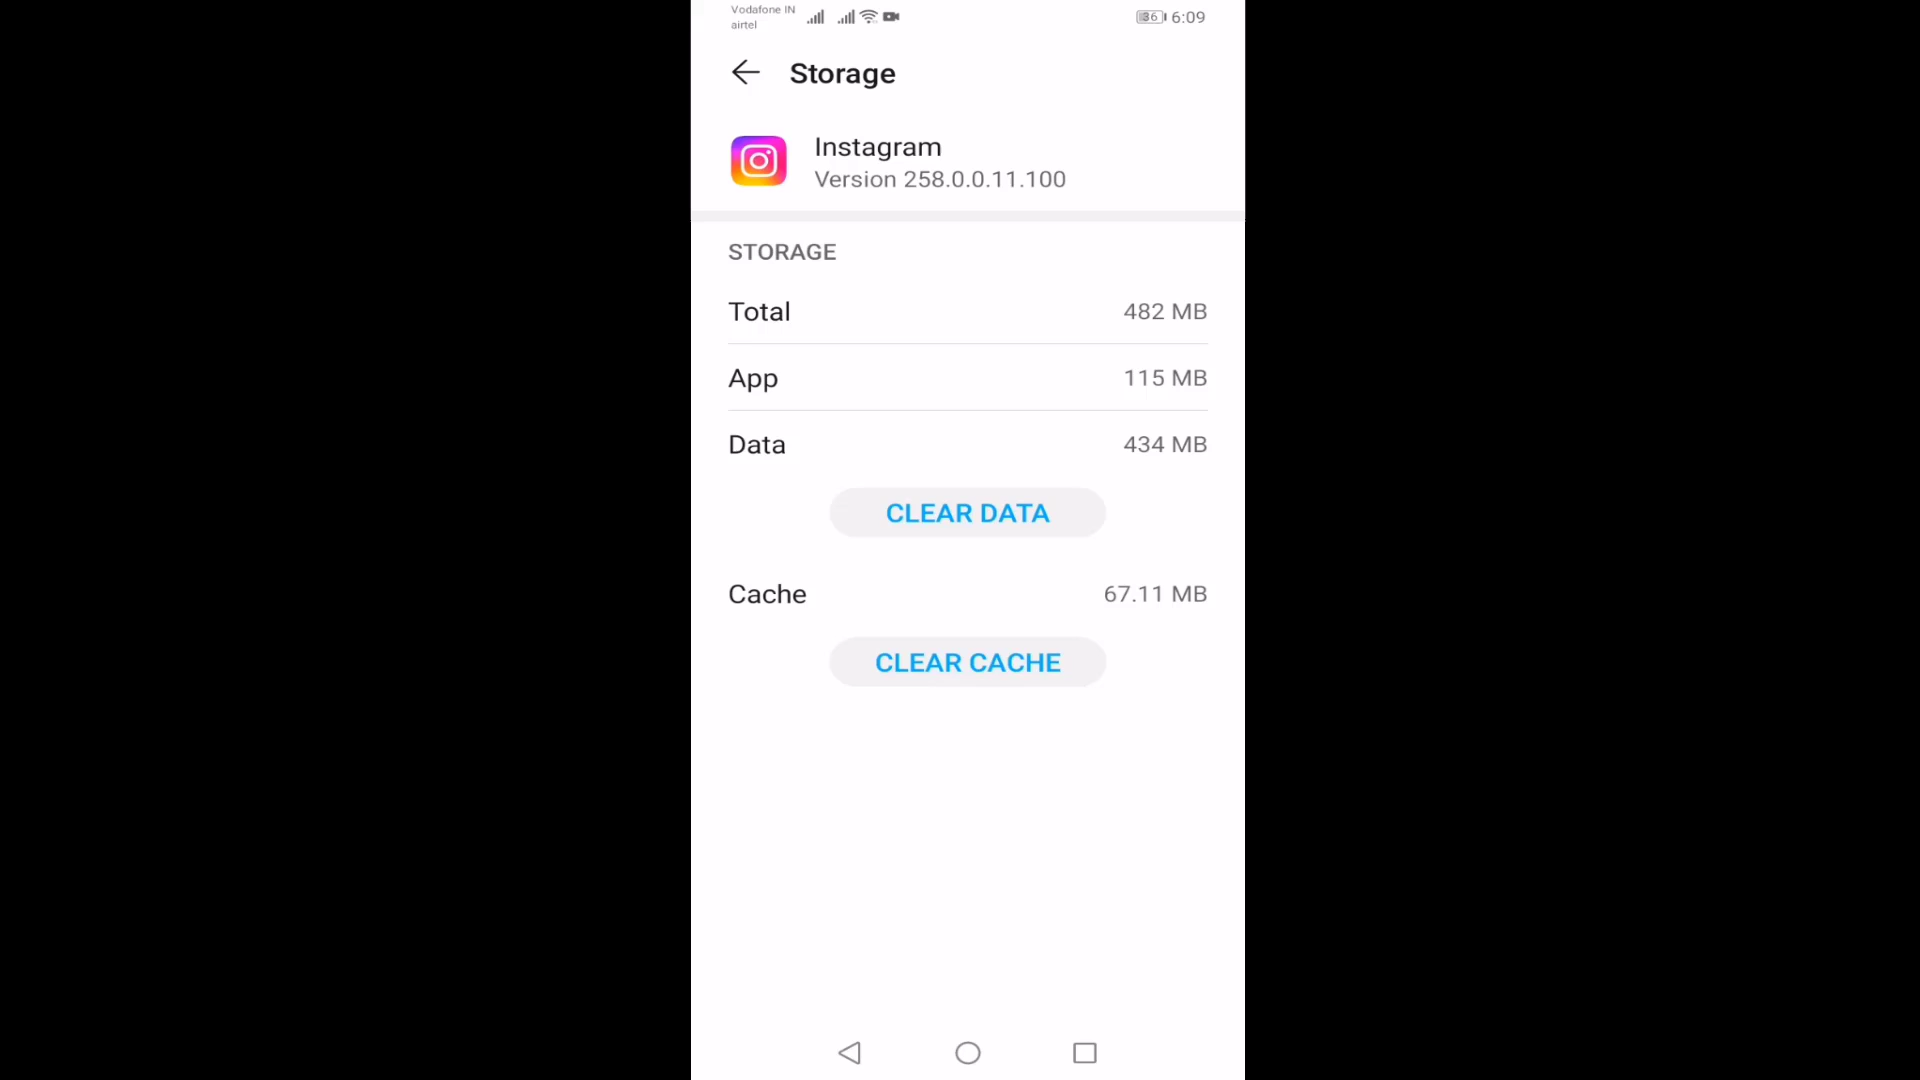 Vodafone IN
airtel
36 6:09
Storage
Instagram
Version 258.0.0.11.100
STORAGE
Total 482 MB
App 115 MB
Data 434 MB
CLEAR DATA
Cache 67.11 MB
CLEAR CACHE